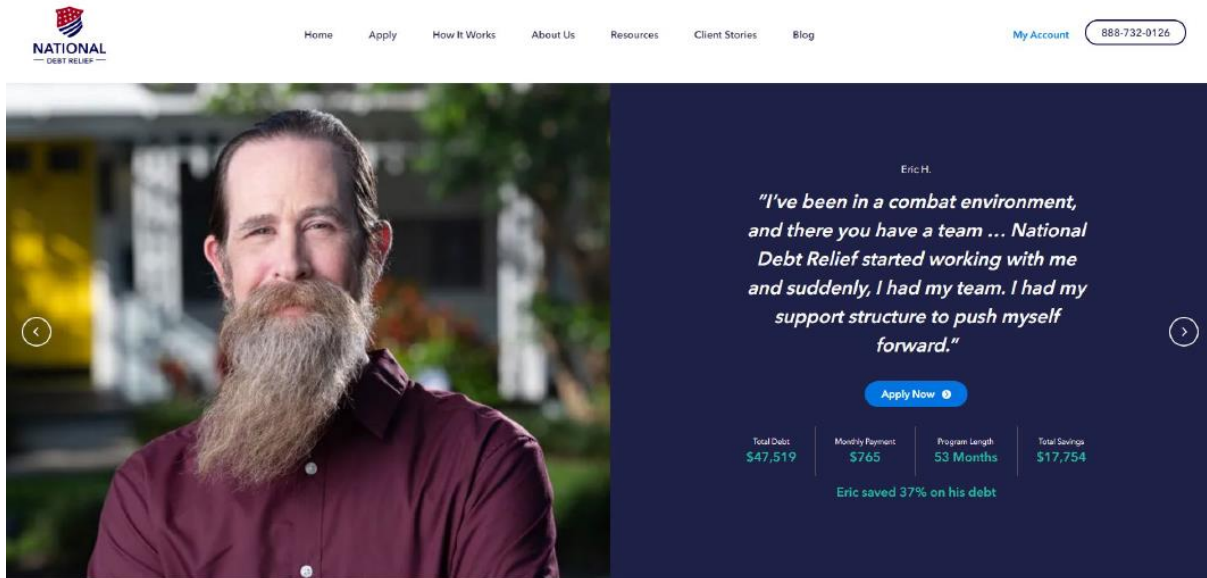 NATIONAL
DEBT RELIEF
Home Apply How It Works About Us Resources Client Stories Blog
My Account 888-732-0126
Eric H.
"I've been in a combat environment,
and there you have a team ... National
Debt Relief started working with me
and suddenly, I had my team. I had my
support structure to push myself
forward."
Apply Now
Total Debt Monthly Payment Program Length Total Savings
$47,519 $765 53 Months $17,754
Eric saved 37% on his debt